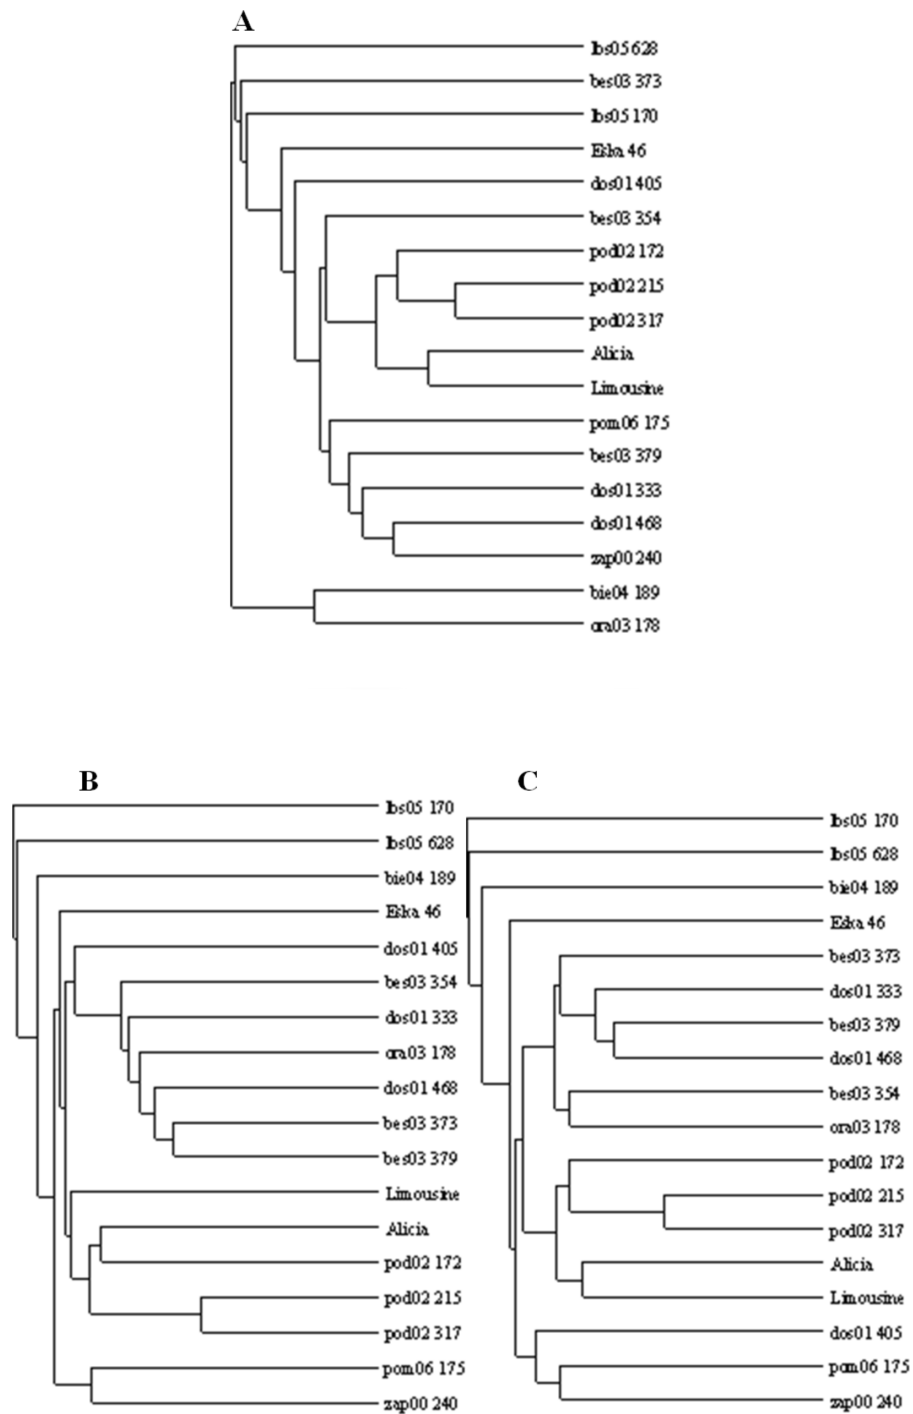 A
lbs05 628
bes03 373
lbs05 170
Eska 46
dos01 405
bes03 354
pod02 172
pod02 215
pod02 317
Alicia
Limousine
pom06 175
bes03 379
dos01 333
dos01 468
zap00 240
bie04 189
ora03 178
B
lbs05 170
lbs05 628
bie04 189
Eska 46
dos01 405
bes03 354
dos01 333
ora03 178
dos01 468
bes03 373
bes03 379
Limousine
Alicia
pod02 172
pod02 215
pod02 317
pom06 175
zap00 240
C
lbs05 170
lbs05 628
bie04 189
Eska 46
bes03 373
dos01 333
bes03 379
dos01 468
bes03 354
ora03 178
pod02 172
pod02 215
pod02 317
Alicia
Limousine
dos01 405
pom06 175
zap00 240